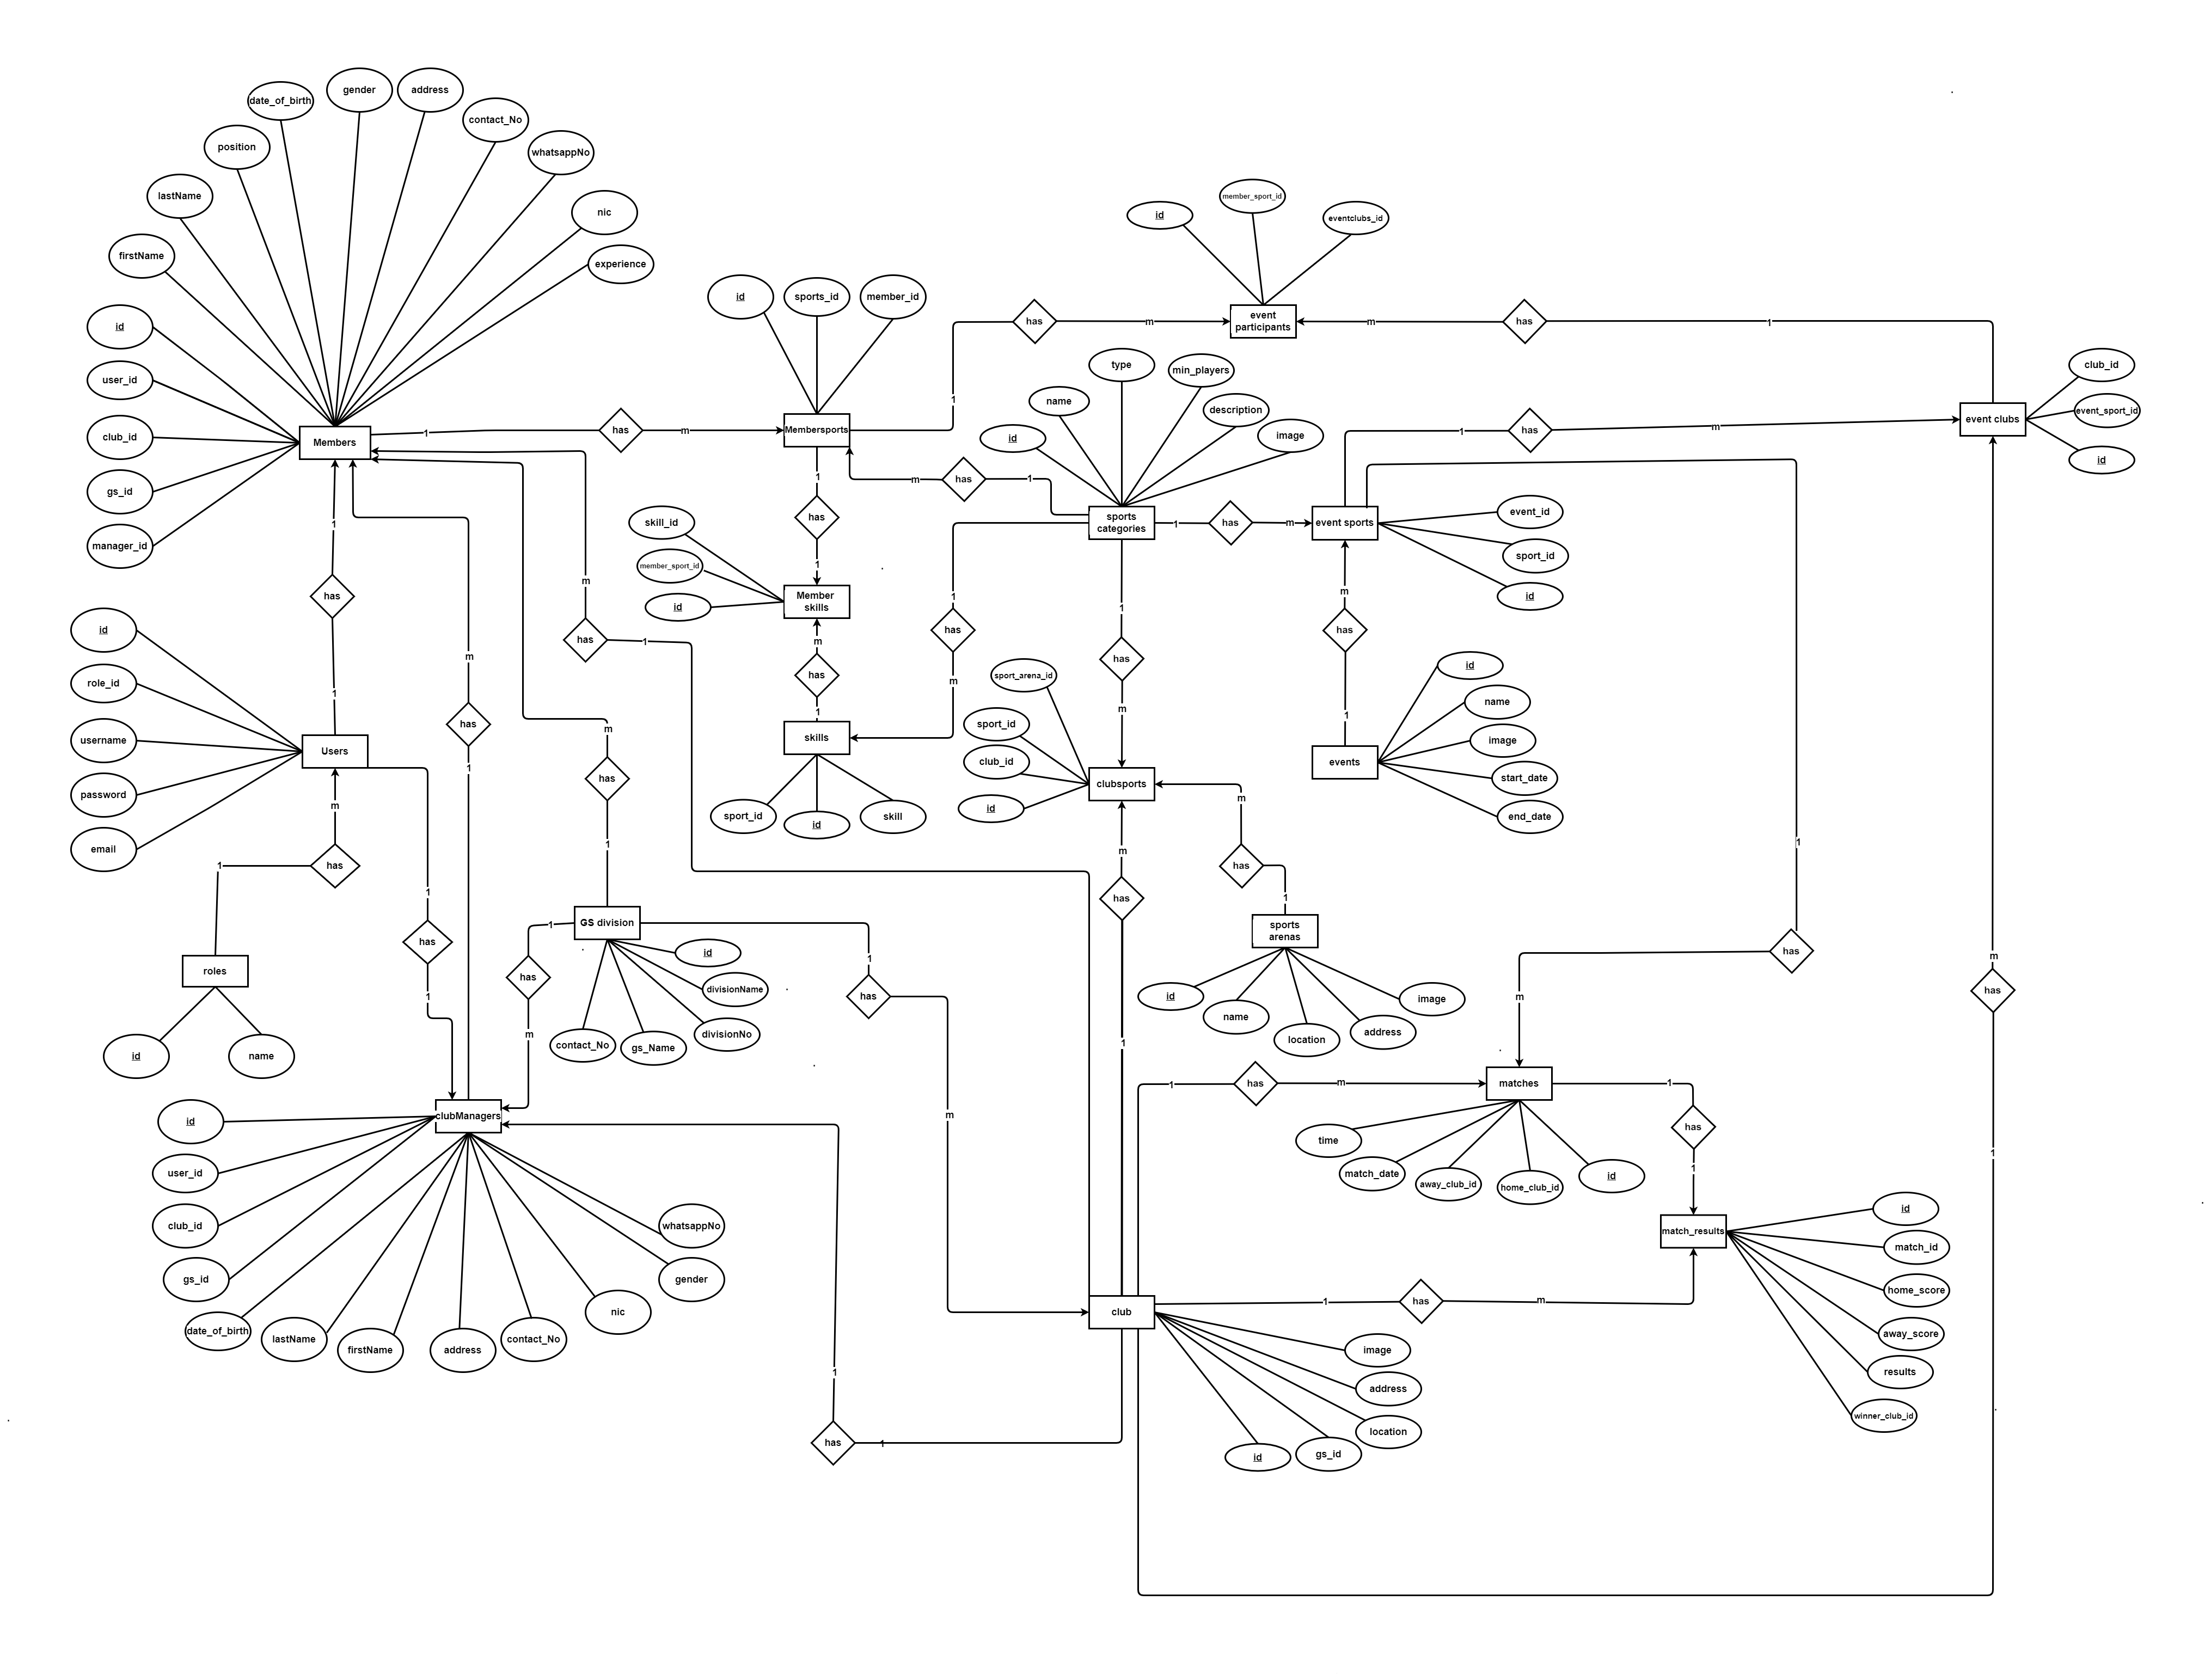 date_of_birth
gender
address
contact_No
whatsappNo
position
lastName
nic
firstName
experience
id
user_id
club_id
gs_id
manager_id
Members
1
has
m
id
sports_id
member_id
Membersports
1
has
m
id
member_sport_id
eventclubs_id
event
participants
m
has
1
club_id
event_sport_id
id
event clubs
type
min_players
name
description
id
image
sports
categories
1
has
m
1
has
m
event sports
event_id
sport_id
id
1
has
m
1
has
1
skill_id
member_sport_id
id
Member
skills
m
has
1
skills
sport_id
id
skill
1
has
m
1
has
m
sport_arena_id
sport_id
club_id
id
clubsports
m
has
1
events
id
name
image
start_date
end_date
1
has
1
m
has
1
m
has
1
m
has
1
id
role_id
username
password
email
Users
m
has
1
roles
id
name
1
has
1
GS division
id
divisionName
divisionNo
gs_Name
contact_No
1
has
m
1
has
m
m
has
1
m
has
1
sports
arenas
id
name
location
address
image
1
has
m
m
has
1
clubManagers
id
user_id
club_id
gs_id
date_of_birth
lastName
firstName
address
contact_No
nic
gender
whatsappNo
1
has
1
1
has
m
matches
time
match_date
away_club_id
home_club_id
id
1
has
1
match_results
id
match_id
home_score
away_score
results
winner_club_id
club
1
has
m
image
address
location
gs_id
id